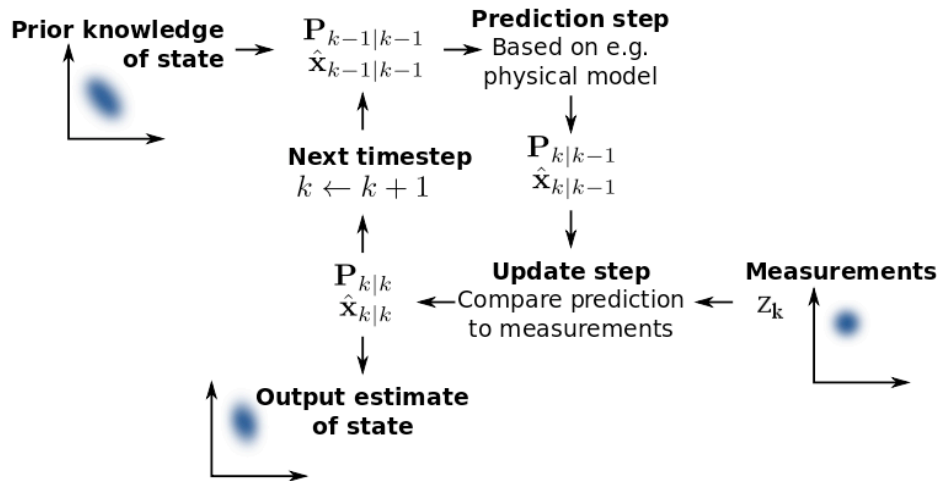 Prior knowledge
of state
P_{k-1|k-1}
x̂_{k-1|k-1}
Prediction step
Based on e.g.
physical model
Next timestep
k ← k + 1
P_{k|k-1}
x̂_{k|k-1}
P_{k|k}
x̂_{k|k}
Update step
Compare prediction
to measurements
Measurements
z_k
Output estimate
of state